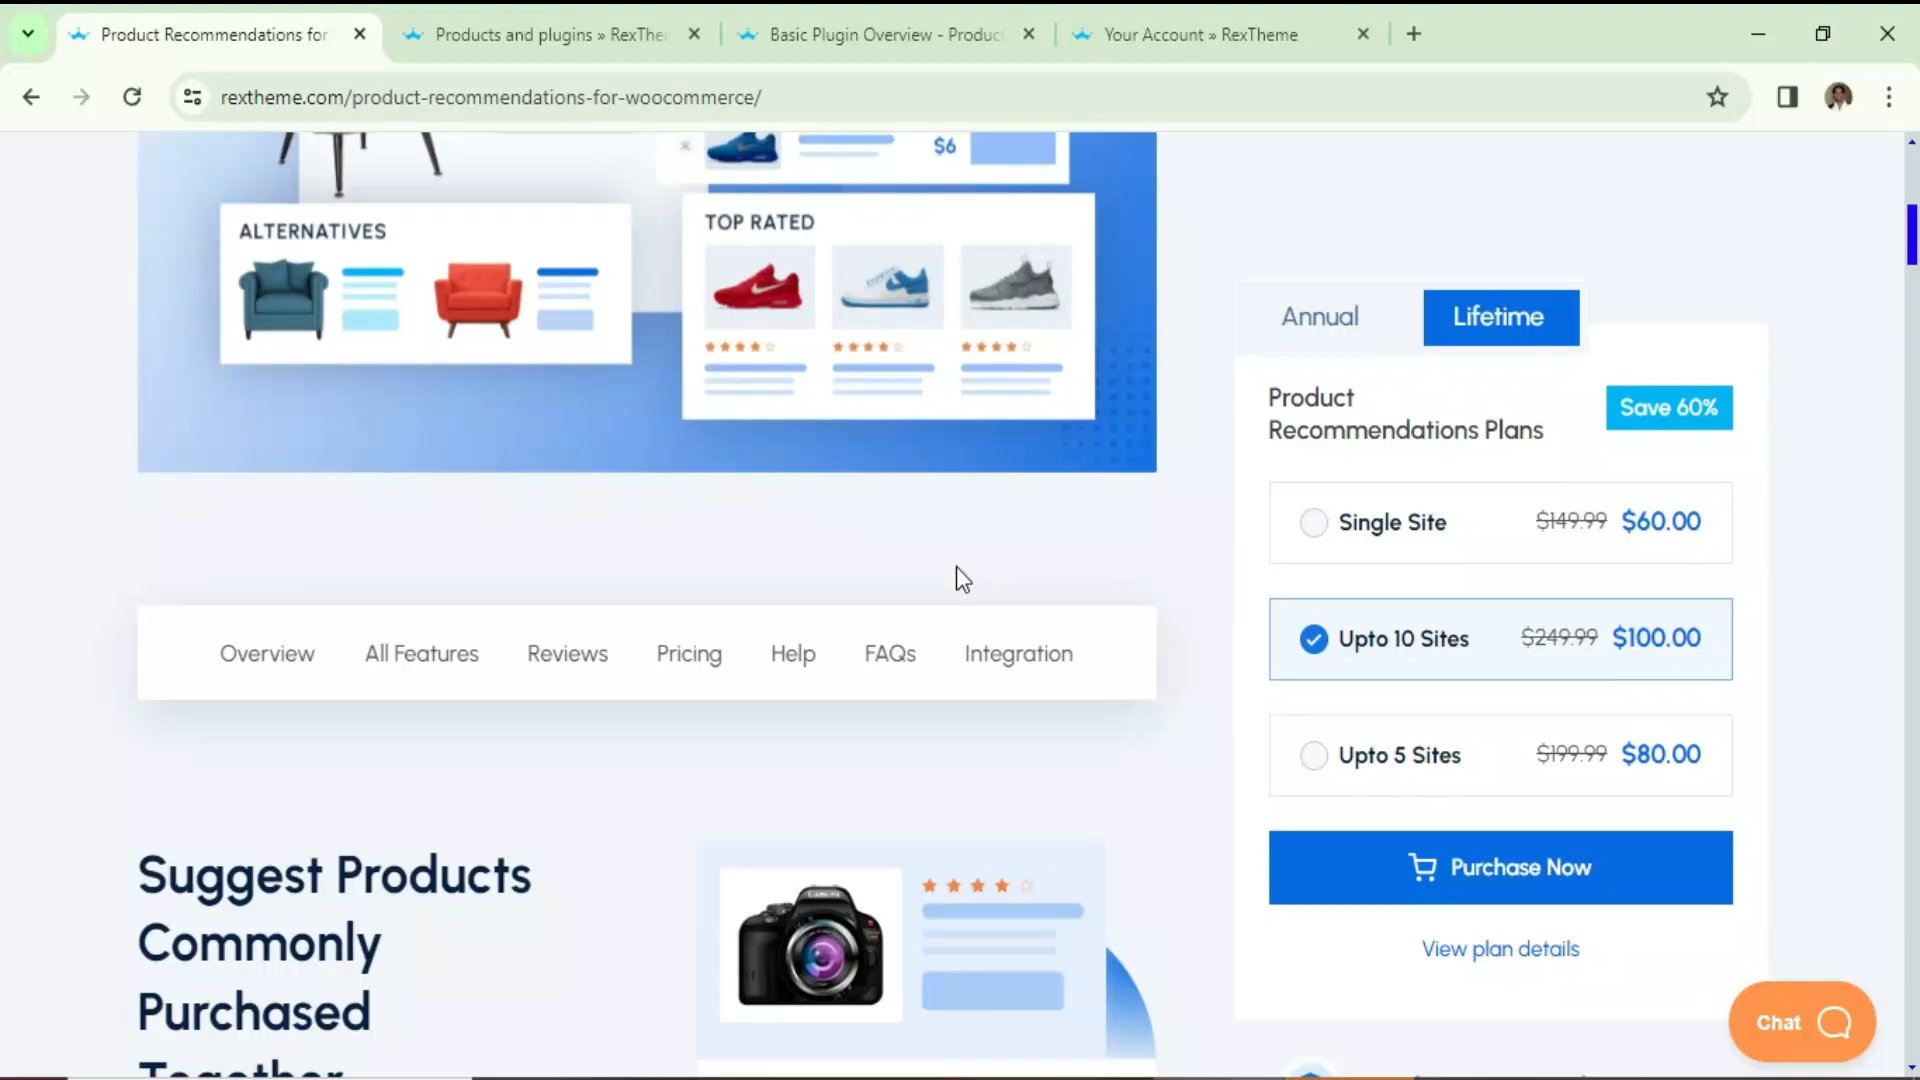 Product Recommendations for
Products and plugins » RexThe
Basic Plugin Overview - Produc
Your Account » RexTheme
rextheme.com/product-recommendations-for-woocommerce/
$6
ALTERNATIVES
TOP RATED
Annual
Lifetime
Product
Recommendations Plans
Save 60%
Single Site $149.99 $60.00
Upto 10 Sites $249.99 $100.00
Upto 5 Sites $199.99 $80.00
Purchase Now
View plan details
Overview All Features Reviews Pricing Help FAQs Integration
Suggest Products
Commonly
Purchased
Together
Chat